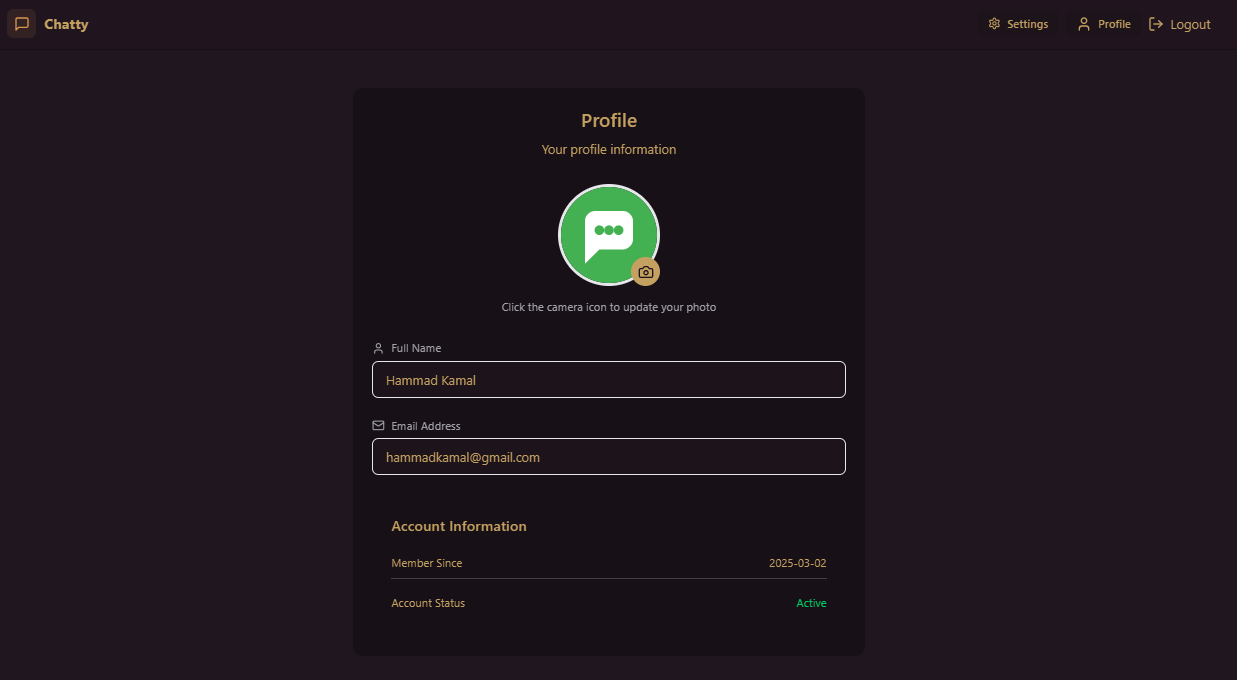 Chatty
Settings
Profile
Logout
Profile
Your profile information
Click the camera icon to update your photo
Full Name
Hammad Kamal
Email Address
hammadkamal@gmail.com
Account Information
Member Since 2025-03-02
Account Status Active